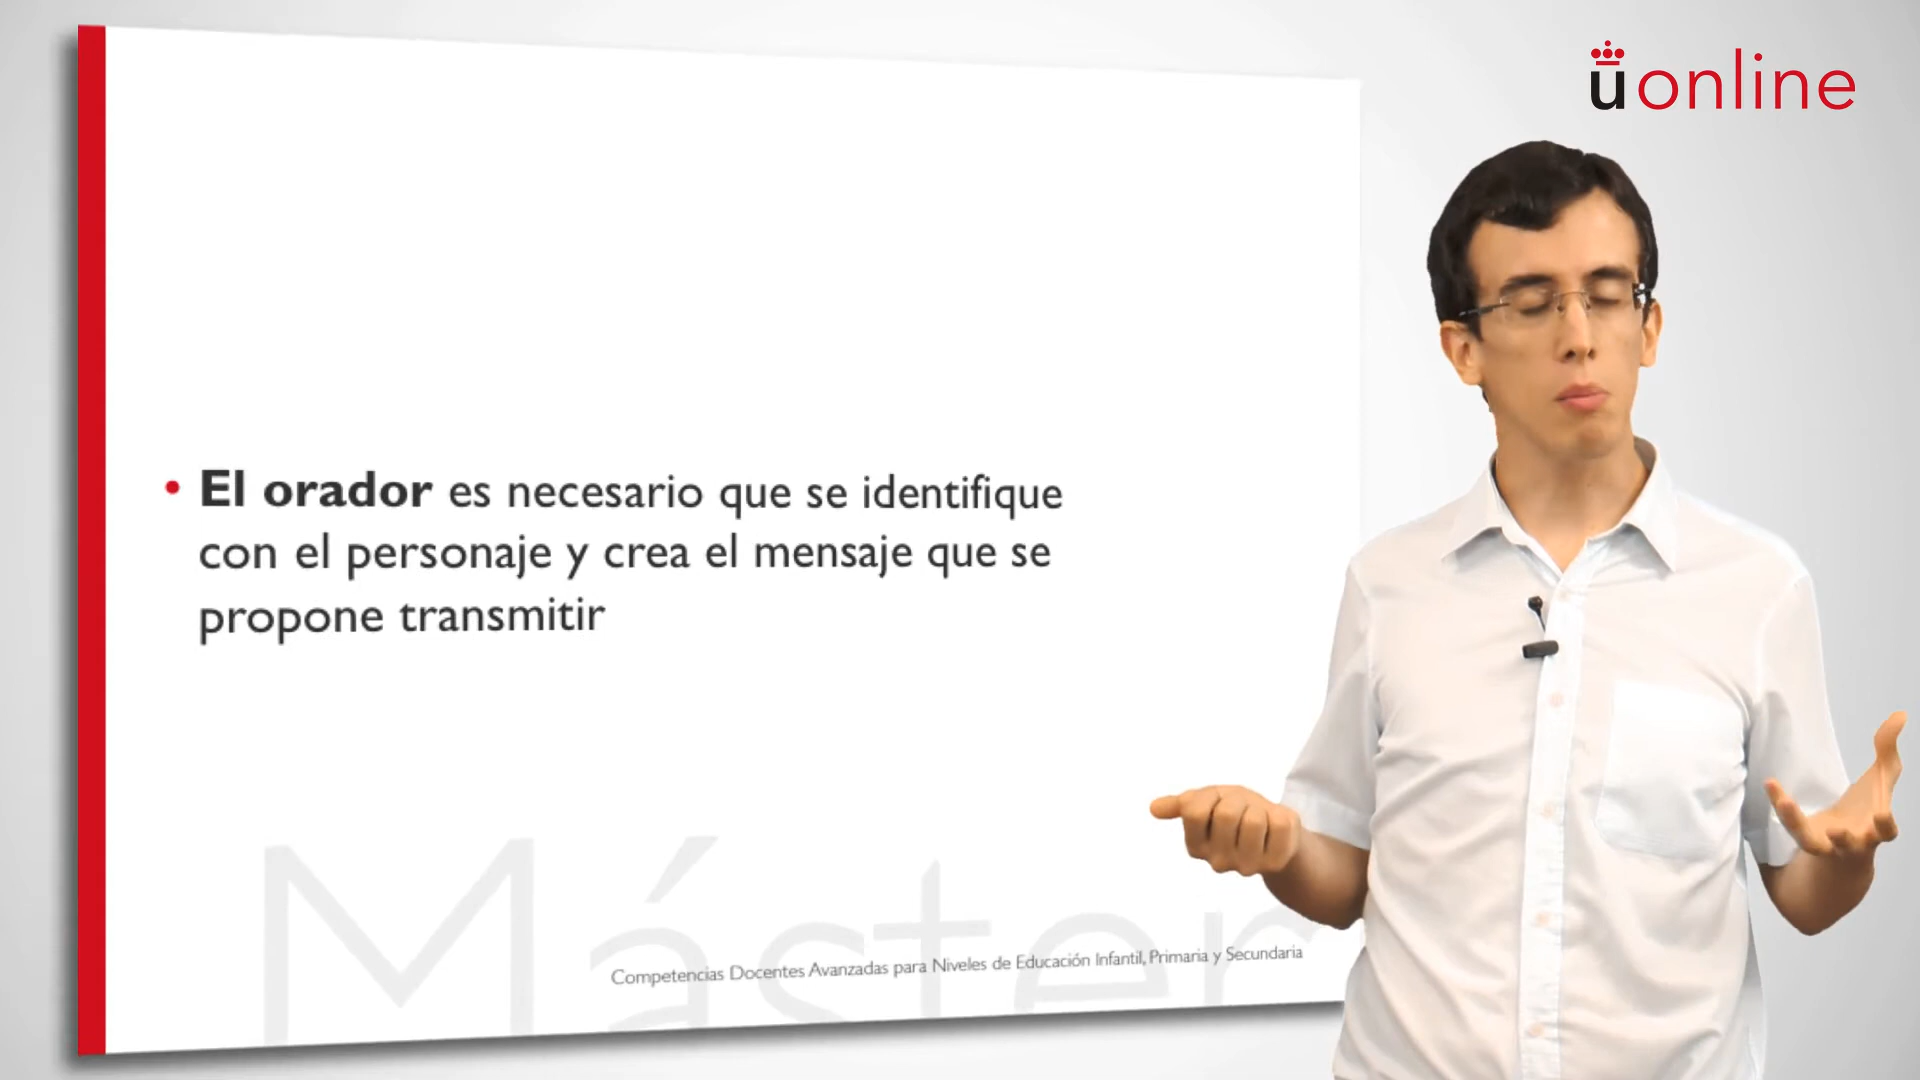 üonline
• El orador es necesario que se identifique
con el personaje y crea el mensaje que se
propone transmitir
Máster
Competencias Docentes Avanzadas para Niveles de Educación Infantil, Primaria y Secundaria